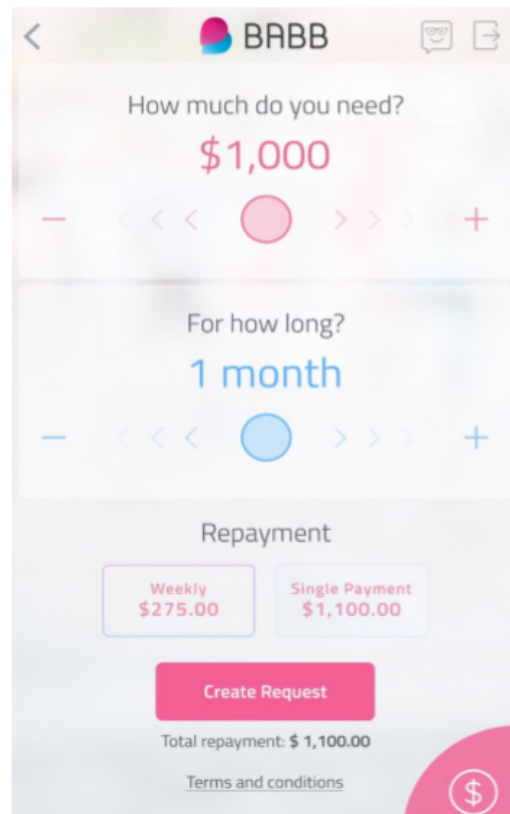 BABB
How much do you need?
$1,000
For how long?
1 month
Repayment
Weekly
$275.00
Single Payment
$1,100.00
Create Request
Total repayment: $ 1,100.00
Terms and conditions
$